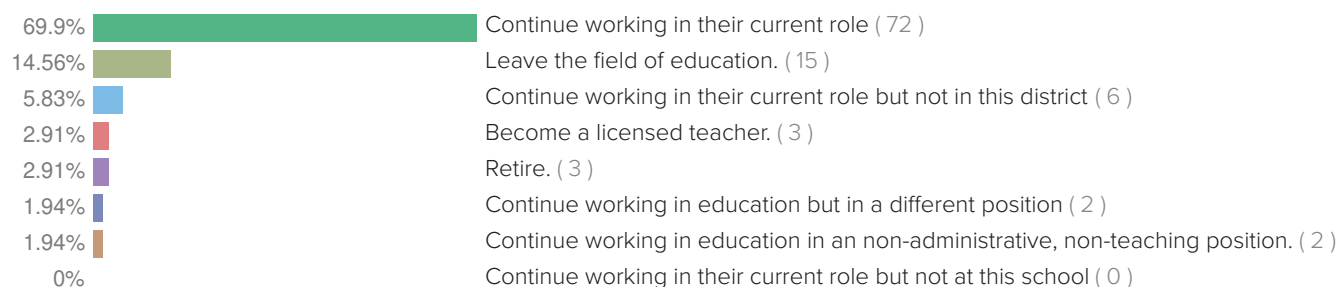 69.9% Continue working in their current role ( 72 )
14.56% Leave the field of education. ( 15 )
5.83% Continue working in their current role but not in this district ( 6 )
2.91% Become a licensed teacher. ( 3 )
2.91% Retire. ( 3 )
1.94% Continue working in education but in a different position ( 2 )
1.94% Continue working in education in an non-administrative, non-teaching position. ( 2 )
0% Continue working in their current role but not at this school ( 0 )